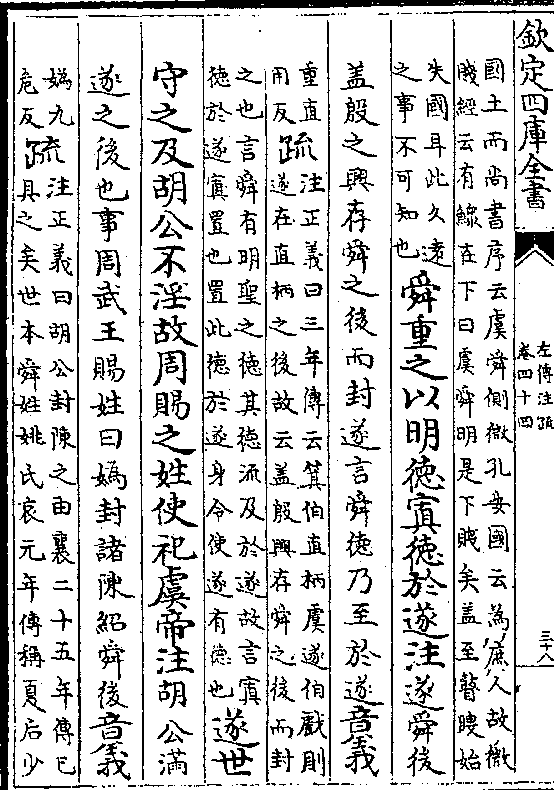 欽定四庫全書
左傳注疏
卷四十四
三十八
國土而尚書序云虞舜側微孔安國云為庶人故微
賤經云有鰥在下曰虞舜明是下賤矣蓋至瞽瞍始
失國耳此久遠
之事不可知也
舜重之以明德寘德於遂注遂舜後
盖殷之興存舜之後而封遂言舜徳乃至於遂音義
重直
用反
疏
注正義曰三年傳云箕伯直柄虞遂伯戲則
遂在直柄之後故云盖殷興存舜之後而封
之也言舜有明聖之徳其徳流及於遂故言寘
徳於遂寘置也置此徳於遂身令使遂有徳也
遂世
守之及胡公不淫故周賜之姓使祀虞帝注胡公滿
遂之後也事周武王賜姓曰媯封諸陳紹舜後音義
媯九
危反
疏
注正義曰胡公封陳之由襄二十五年傳已
具之矣世本舜姓姚氏哀元年傳稱夏后少